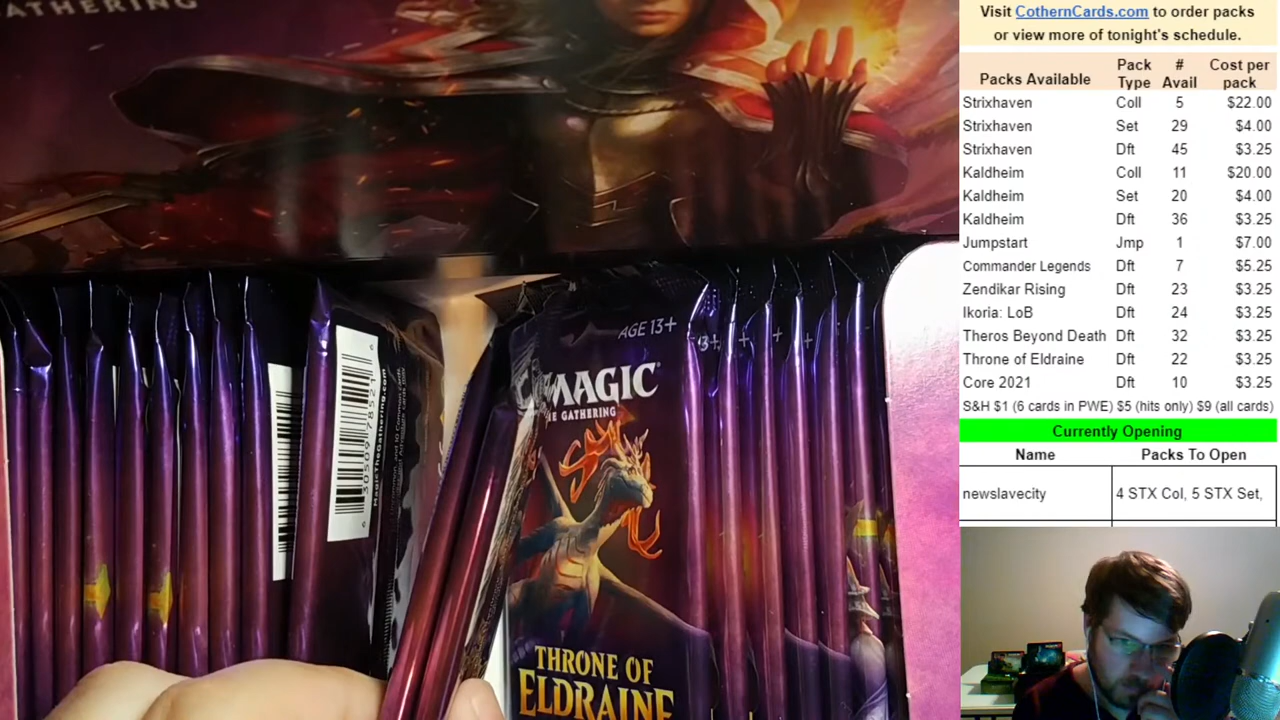 GATHERING
AGE 13+
MAGIC
THE GATHERING
THRONE OF
ELDRAINE
MagicTheGathering.com
6 30509 78521 6
Visit CothernCards.com to order packs
or view more of tonight's schedule.
Packs Available Pack Type # Avail Cost per pack
Strixhaven Coll 5 $22.00
Strixhaven Set 29 $4.00
Strixhaven Dft 45 $3.25
Kaldheim Coll 11 $20.00
Kaldheim Set 20 $4.00
Kaldheim Dft 36 $3.25
Jumpstart Jmp 1 $7.00
Commander Legends Dft 7 $5.25
Zendikar Rising Dft 23 $3.25
Ikoria: LoB Dft 24 $3.25
Theros Beyond Death Dft 32 $3.25
Throne of Eldraine Dft 22 $3.25
Core 2021 Dft 10 $3.25
S&H $1 (6 cards in PWE) $5 (hits only) $9 (all cards)
Currently Opening
Name Packs To Open
newslavecity 4 STX Col, 5 STX Set,